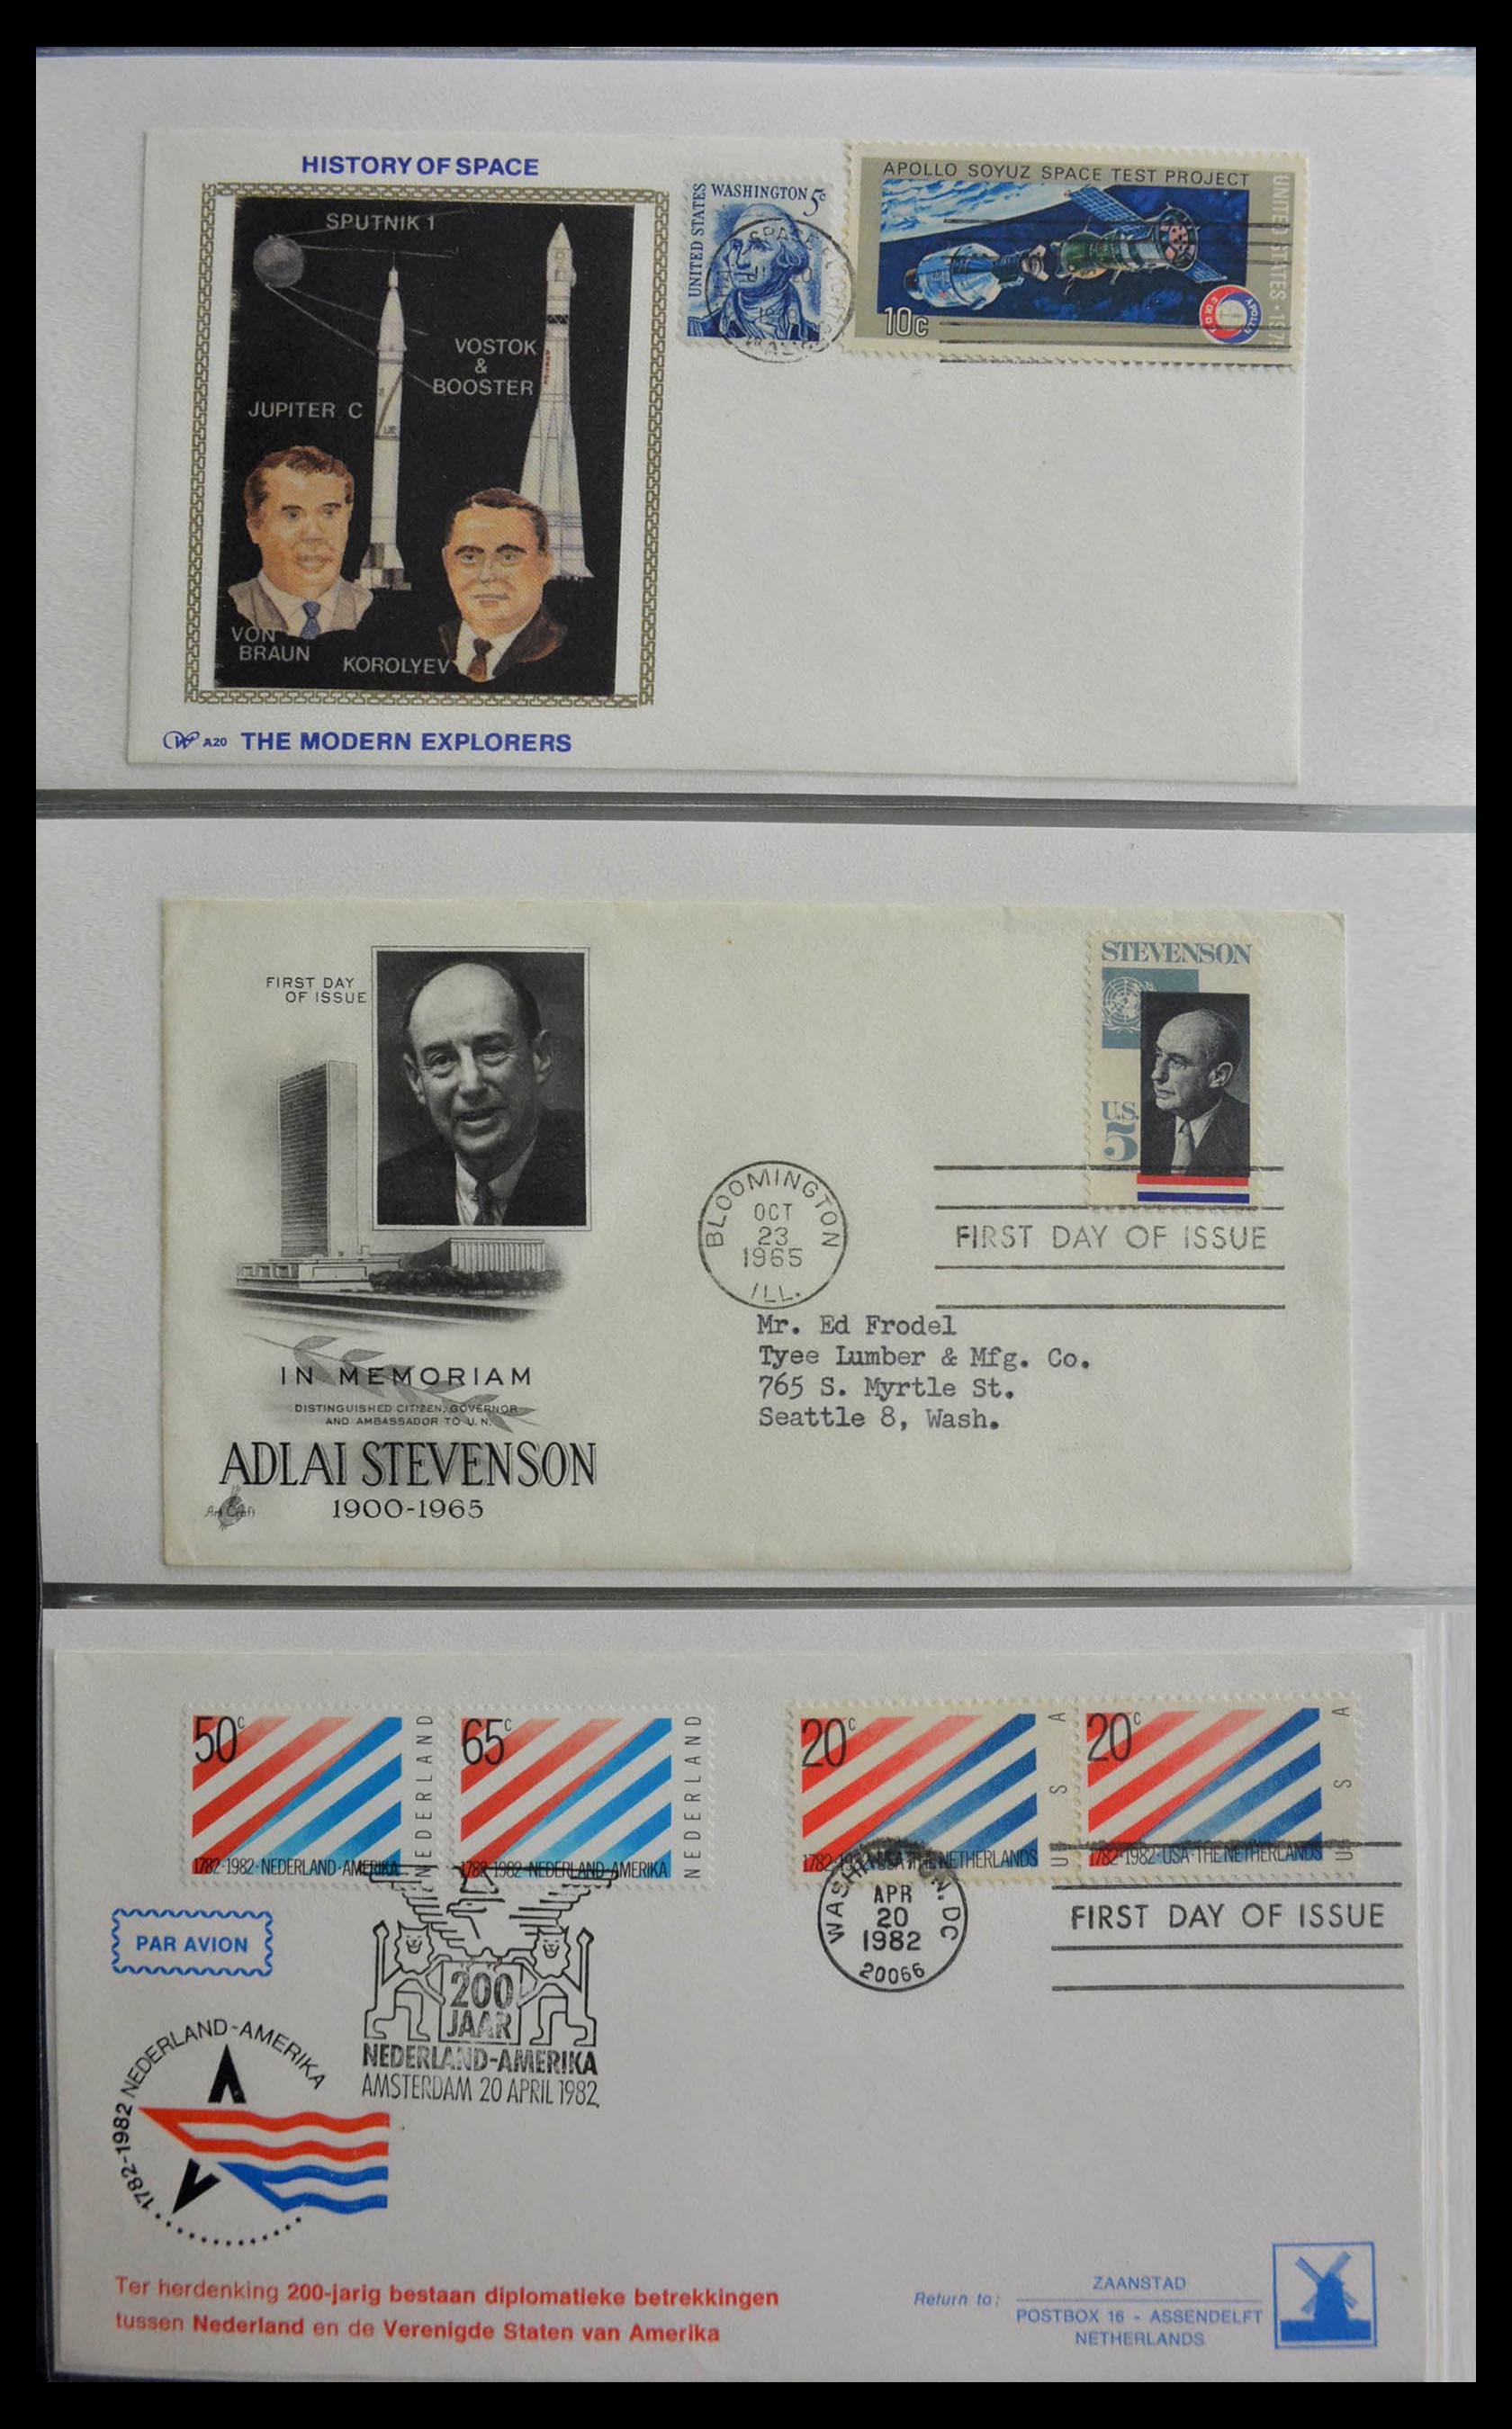 HISTORY OF SPACE
SPUTNIK 1
VOSTOK
&
BOOSTER
JUPITER C
VON
BRAUN
KOROLYEV
A20 THE MODERN EXPLORERS
UNITED STATES
WASHINGTON 5c
SPACE
APOLLO SOYUZ SPACE TEST PROJECT
UNITED STATES
10c
FIRST DAY
OF ISSUE
IN MEMORIAM
DISTINGUISHED CITIZEN, GOVERNOR
AND AMBASSADOR TO U.N.
ADLAI STEVENSON
1900-1965
Art Craft
STEVENSON
U.S.
5
BLOOMINGTON
OCT
23
1965
ILL.
FIRST DAY OF ISSUE
Mr. Ed Frodel
Tyee Lumber & Mfg. Co.
765 S. Myrtle St.
Seattle 8, Wash.
50c
NEDERLAND
1782·1982·NEDERLAND·AMERIKA
65c
NEDERLAND
1782·1982·NEDERLAND·AMERIKA
20c
USA
1782·1982·USA·THE NETHERLANDS
20c
USA
1782·1982·USA·THE NETHERLANDS
PAR AVION
200
JAAR
NEDERLAND-AMERIKA
AMSTERDAM 20 APRIL 1982
WASHINGTON, DC
APR
20
1982
20066
FIRST DAY OF ISSUE
1782-1982 NEDERLAND-AMERIKA
Ter herdenking 200-jarig bestaan diplomatieke betrekkingen
tussen Nederland en de Verenigde Staten van Amerika
Return to:
ZAANSTAD
POSTBOX 16 - ASSENDELFT
NETHERLANDS